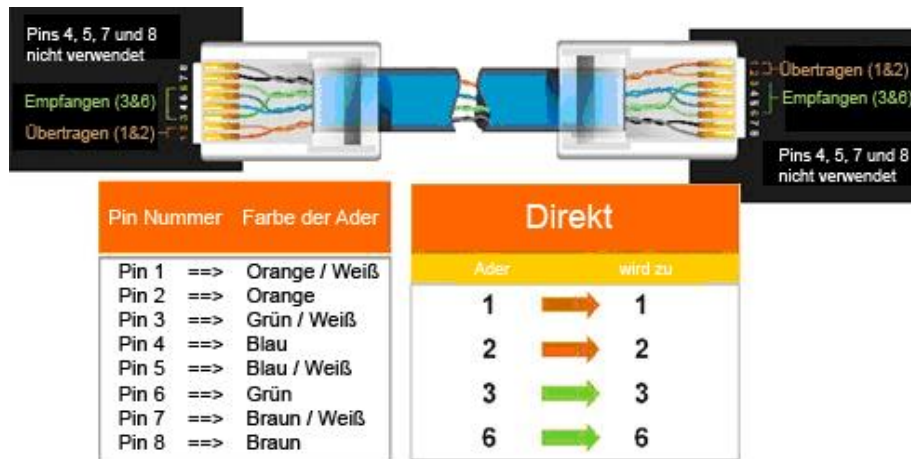 Pins 4, 5, 7 und 8
nicht verwendet
Empfangen (3&6)
Übertragen (1&2)
Übertragen (1&2)
Empfangen (3&6)
Pins 4, 5, 7 und 8
nicht verwendet
Pin Nummer Farbe der Ader
Pin 1 ==> Orange / Weiß
Pin 2 ==> Orange
Pin 3 ==> Grün / Weiß
Pin 4 ==> Blau
Pin 5 ==> Blau / Weiß
Pin 6 ==> Grün
Pin 7 ==> Braun / Weiß
Pin 8 ==> Braun
Direkt
Ader wird zu
1 1
2 2
3 3
6 6